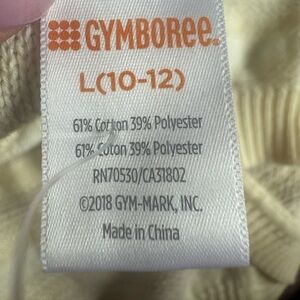 GYMBOREE.
L(10-12)
61% Cotton 39% Polyester
61% Coton 39% Polyester
RN70530/CA31802
©2018 GYM-MARK, INC.
Made in China